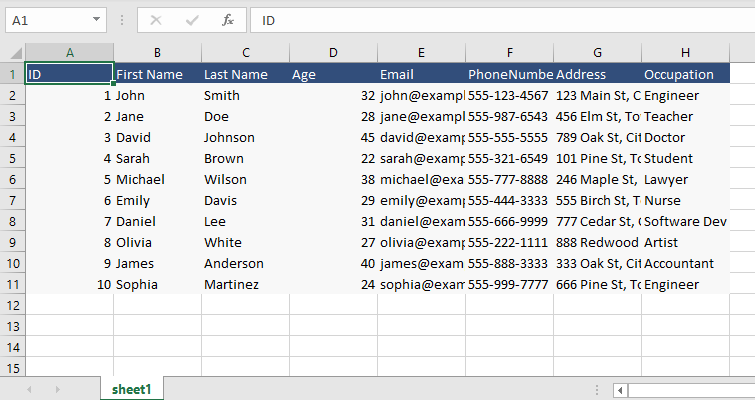 A1 fx ID
A B C D E F G H
1 ID First Name Last Name Age Email PhoneNumbe Address Occupation
2 1 John Smith 32 john@exampl 555-123-4567 123 Main St, C Engineer
3 2 Jane Doe 28 jane@examp 555-987-6543 456 Elm St, To Teacher
4 3 David Johnson 45 david@exam 555-555-5555 789 Oak St, Cit Doctor
5 4 Sarah Brown 22 sarah@exam 555-321-6549 101 Pine St, To Student
6 5 Michael Wilson 38 michael@exa 555-777-8888 246 Maple St, Lawyer
7 6 Emily Davis 29 emily@exam 555-444-3333 555 Birch St, T Nurse
8 7 Daniel Lee 31 daniel@exam 555-666-9999 777 Cedar St, Software Dev
9 8 Olivia White 27 olivia@exam 555-222-1111 888 Redwood Artist
10 9 James Anderson 40 james@exam 555-888-3333 333 Oak St, Cit Accountant
11 10 Sophia Martinez 24 sophia@exam 555-999-7777 666 Pine St, To Engineer
12
13
14
15
sheet1